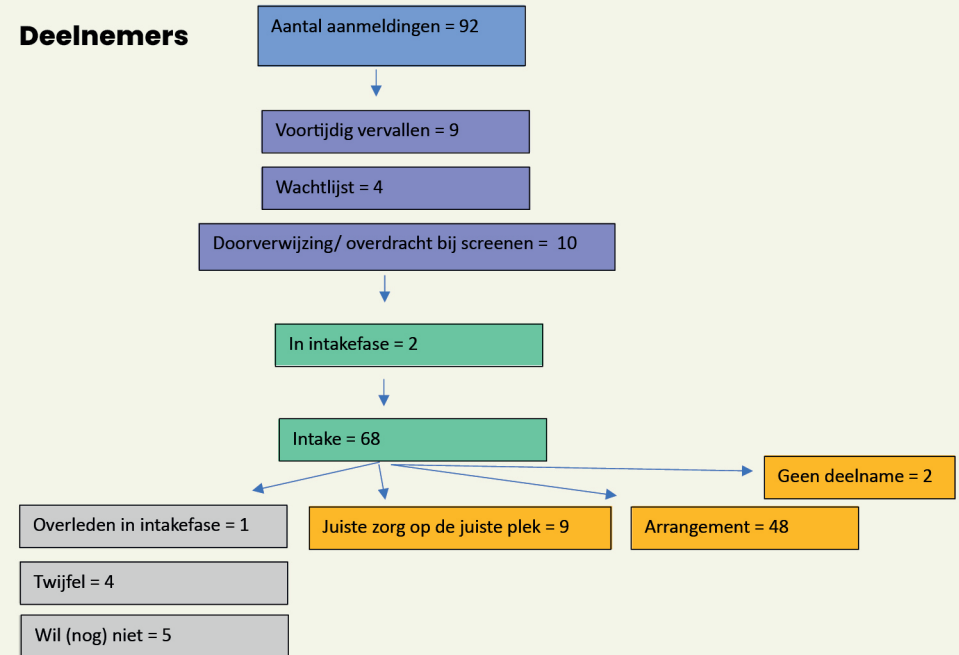 Deelnemers
Aantal aanmeldingen = 92
Voortijdig vervallen = 9
Wachtlijst = 4
Doorverwijzing/ overdracht bij screenen =  10
In intakefase = 2
Intake = 68
Geen deelname = 2
Overleden in intakefase = 1
Juiste zorg op de juiste plek = 9
Arrangement = 48
Twijfel = 4
Wil (nog) niet = 5